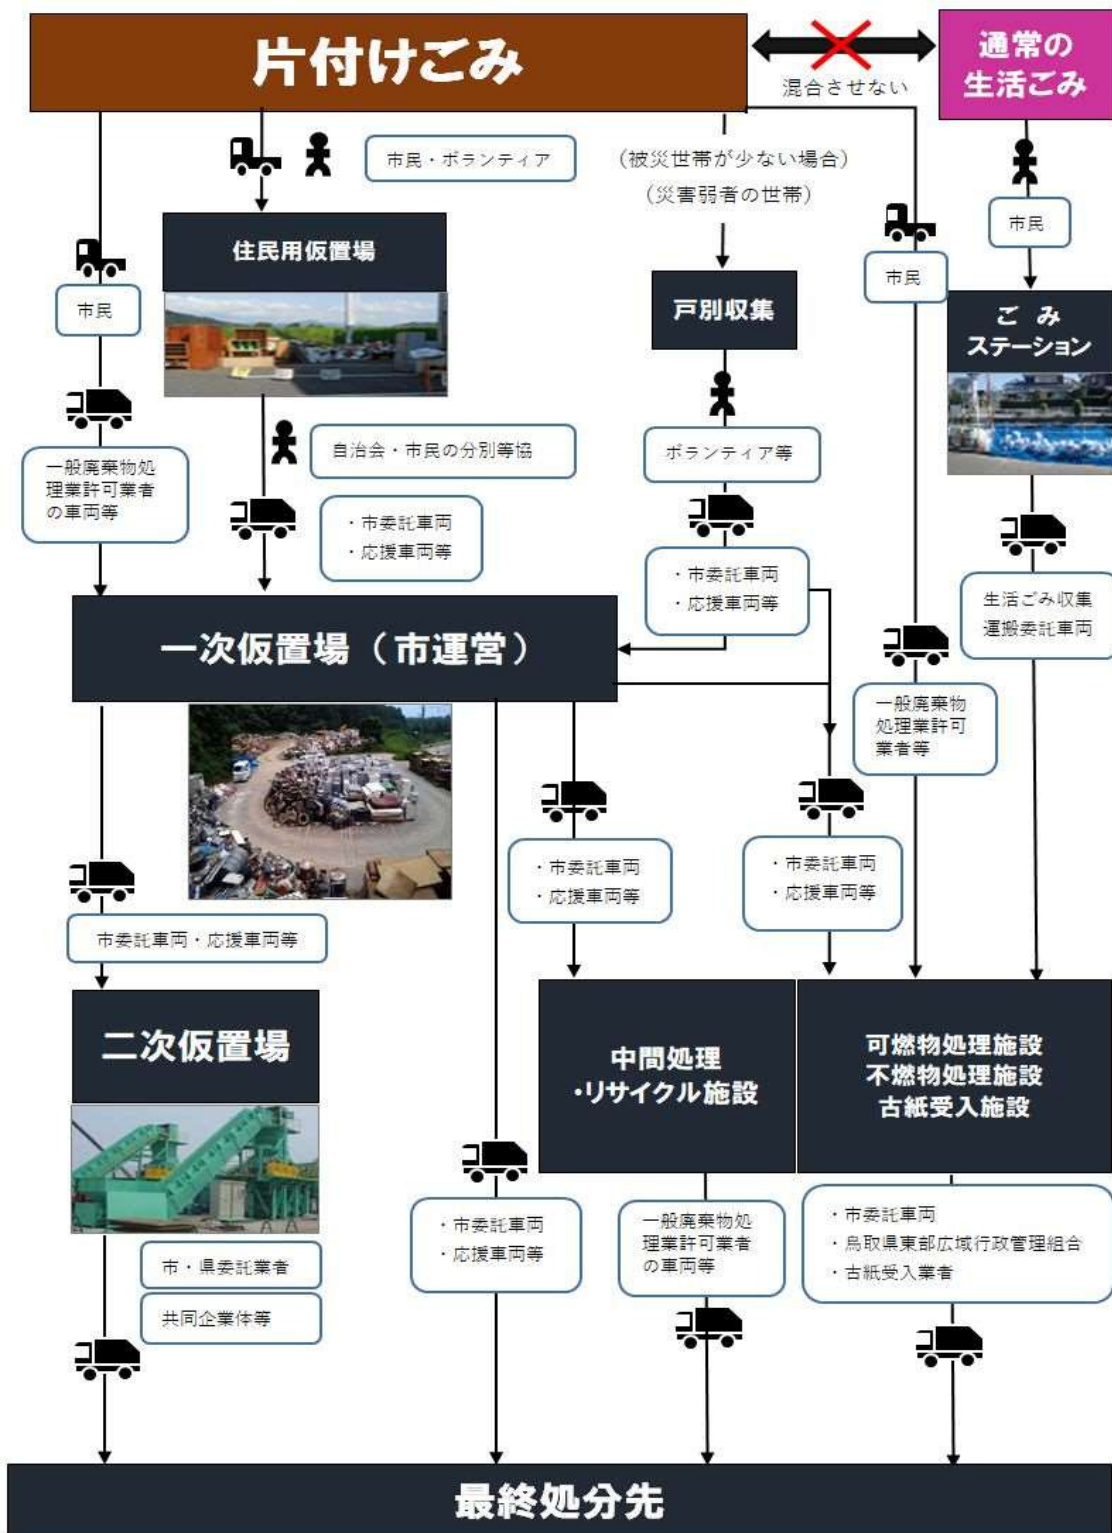 片付けごみ
通常の
生活ごみ
混合させない
市民・ボランティア
(被災世帯が少ない場合)
(災害弱者の世帯)
市民
住民用仮置場
市民
市民
戸別収集
ごみ
ステーション
一般廃棄物処
理業許可業者
の車両等
自治会・市民の分別等協
・市委託車両
・応援車両等
ボランティア等
・市委託車両
・応援車両等
生活ごみ収集
運搬委託車両
一次仮置場(市運営)
一般廃棄物
処理業許可
業者等
・市委託車両
・応援車両等
・市委託車両
・応援車両等
市委託車両・応援車両等
二次仮置場
中間処理
・リサイクル施設
可燃物処理施設
不燃物処理施設
古紙受入施設
・市委託車両
・応援車両等
一般廃棄物処
理業許可業者
の車両等
・市委託車両
・鳥取県東部広域行政管理組合
・古紙受入業者
市・県委託業者
共同企業体等
最終処分先